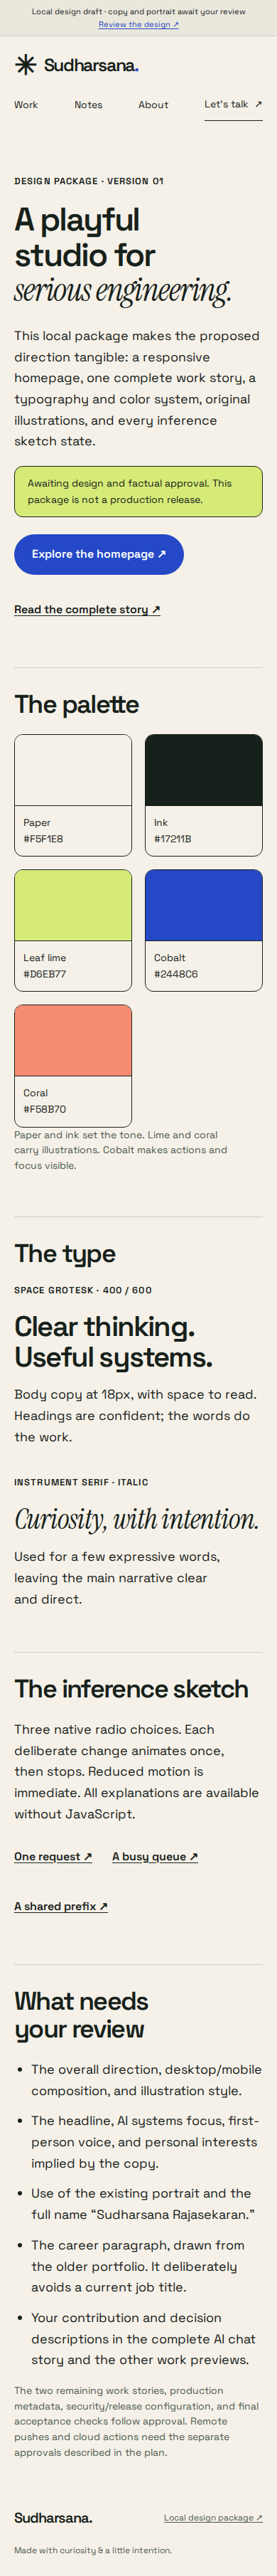 Local design draft · copy and portrait await your review
Review the design ↗
Sudharsana.
Work Notes About Let's talk ↗
DESIGN PACKAGE · VERSION 01
A playful
studio for
serious engineering.
This local package makes the proposed
direction tangible: a responsive
homepage, one complete work story, a
typography and color system, original
illustrations, and every inference
sketch state.
Awaiting design and factual approval. This
package is not a production release.
Explore the homepage ↗
Read the complete story ↗
The palette
Paper
#F5F1E8
Ink
#17211B
Leaf lime
#D6EB77
Cobalt
#2448C6
Coral
#F58B70
Paper and ink set the tone. Lime and coral
carry illustrations. Cobalt makes actions and
focus visible.
The type
SPACE GROTESK · 400 / 600
Clear thinking.
Useful systems.
Body copy at 18px, with space to read.
Headings are confident; the words do
the work.
INSTRUMENT SERIF · ITALIC
Curiosity, with intention.
Used for a few expressive words,
leaving the main narrative clear
and direct.
The inference sketch
Three native radio choices. Each
deliberate change animates once,
then stops. Reduced motion is
immediate. All explanations are available
without JavaScript.
One request ↗ A busy queue ↗
A shared prefix ↗
What needs
your review
• The overall direction, desktop/mobile
composition, and illustration style.
• The headline, AI systems focus, first-
person voice, and personal interests
implied by the copy.
• Use of the existing portrait and the
full name “Sudharsana Rajasekaran.”
• The career paragraph, drawn from
the older portfolio. It deliberately
avoids a current job title.
• Your contribution and decision
descriptions in the complete AI chat
story and the other work previews.
The two remaining work stories, production
metadata, security/release configuration, and final
acceptance checks follow approval. Remote
pushes and cloud actions need the separate
approvals described in the plan.
Sudharsana. Local design package ↗
Made with curiosity & a little intention.